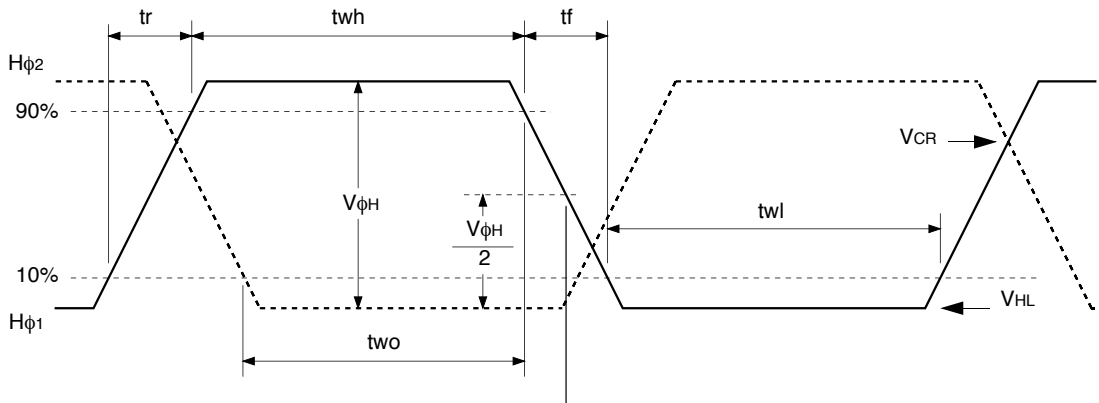 tr twh tf
Hϕ2
90%
VCR
VϕH
VϕH
2
twl
10%
VHL
Hϕ1
two